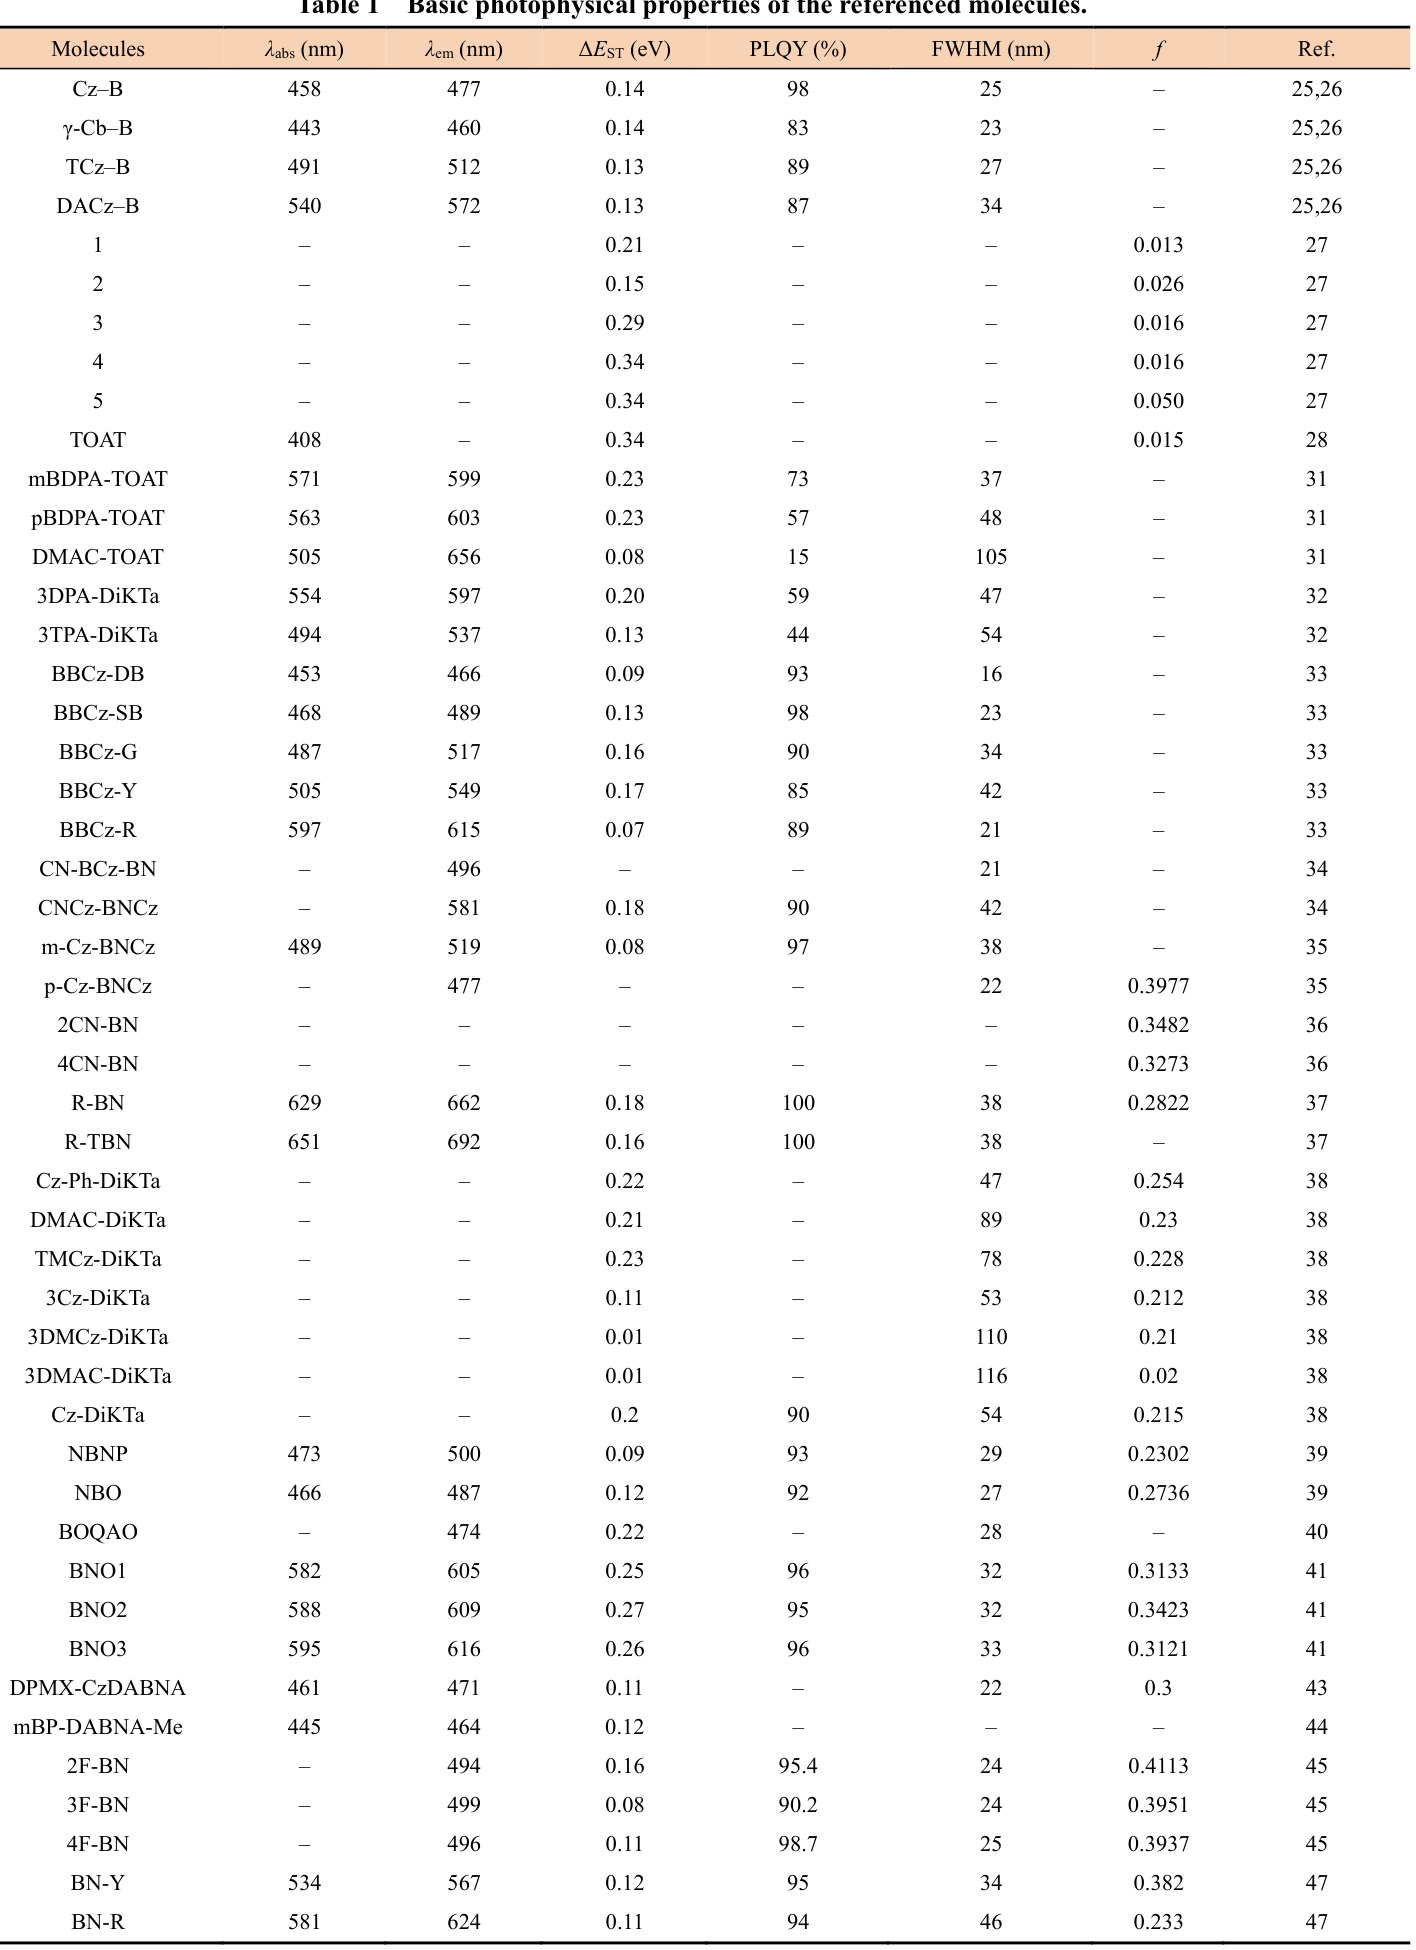 Table 1 Basic photophysical properties of the referenced molecules.
Molecules λabs (nm) λem (nm) ΔEST (eV) PLQY (%) FWHM (nm) f Ref.
Cz–B 458 477 0.14 98 25 – 25,26
γ-Cb–B 443 460 0.14 83 23 – 25,26
TCz–B 491 512 0.13 89 27 – 25,26
DACz–B 540 572 0.13 87 34 – 25,26
1 – – 0.21 – – 0.013 27
2 – – 0.15 – – 0.026 27
3 – – 0.29 – – 0.016 27
4 – – 0.34 – – 0.016 27
5 – – 0.34 – – 0.050 27
TOAT 408 – 0.34 – – 0.015 28
mBDPA-TOAT 571 599 0.23 73 37 – 31
pBDPA-TOAT 563 603 0.23 57 48 – 31
DMAC-TOAT 505 656 0.08 15 105 – 31
3DPA-DiKTa 554 597 0.20 59 47 – 32
3TPA-DiKTa 494 537 0.13 44 54 – 32
BBCz-DB 453 466 0.09 93 16 – 33
BBCz-SB 468 489 0.13 98 23 – 33
BBCz-G 487 517 0.16 90 34 – 33
BBCz-Y 505 549 0.17 85 42 – 33
BBCz-R 597 615 0.07 89 21 – 33
CN-BCz-BN – 496 – – 21 – 34
CNCz-BNCz – 581 0.18 90 42 – 34
m-Cz-BNCz 489 519 0.08 97 38 – 35
p-Cz-BNCz – 477 – – 22 0.3977 35
2CN-BN – – – – – 0.3482 36
4CN-BN – – – – – 0.3273 36
R-BN 629 662 0.18 100 38 0.2822 37
R-TBN 651 692 0.16 100 38 – 37
Cz-Ph-DiKTa – – 0.22 – 47 0.254 38
DMAC-DiKTa – – 0.21 – 89 0.23 38
TMCz-DiKTa – – 0.23 – 78 0.228 38
3Cz-DiKTa – – 0.11 – 53 0.212 38
3DMCz-DiKTa – – 0.01 – 110 0.21 38
3DMAC-DiKTa – – 0.01 – 116 0.02 38
Cz-DiKTa – – 0.2 90 54 0.215 38
NBNP 473 500 0.09 93 29 0.2302 39
NBO 466 487 0.12 92 27 0.2736 39
BOQAO – 474 0.22 – 28 – 40
BNO1 582 605 0.25 96 32 0.3133 41
BNO2 588 609 0.27 95 32 0.3423 41
BNO3 595 616 0.26 96 33 0.3121 41
DPMX-CzDABNA 461 471 0.11 – 22 0.3 43
mBP-DABNA-Me 445 464 0.12 – – – 44
2F-BN – 494 0.16 95.4 24 0.4113 45
3F-BN – 499 0.08 90.2 24 0.3951 45
4F-BN – 496 0.11 98.7 25 0.3937 45
BN-Y 534 567 0.12 95 34 0.382 47
BN-R 581 624 0.11 94 46 0.233 47